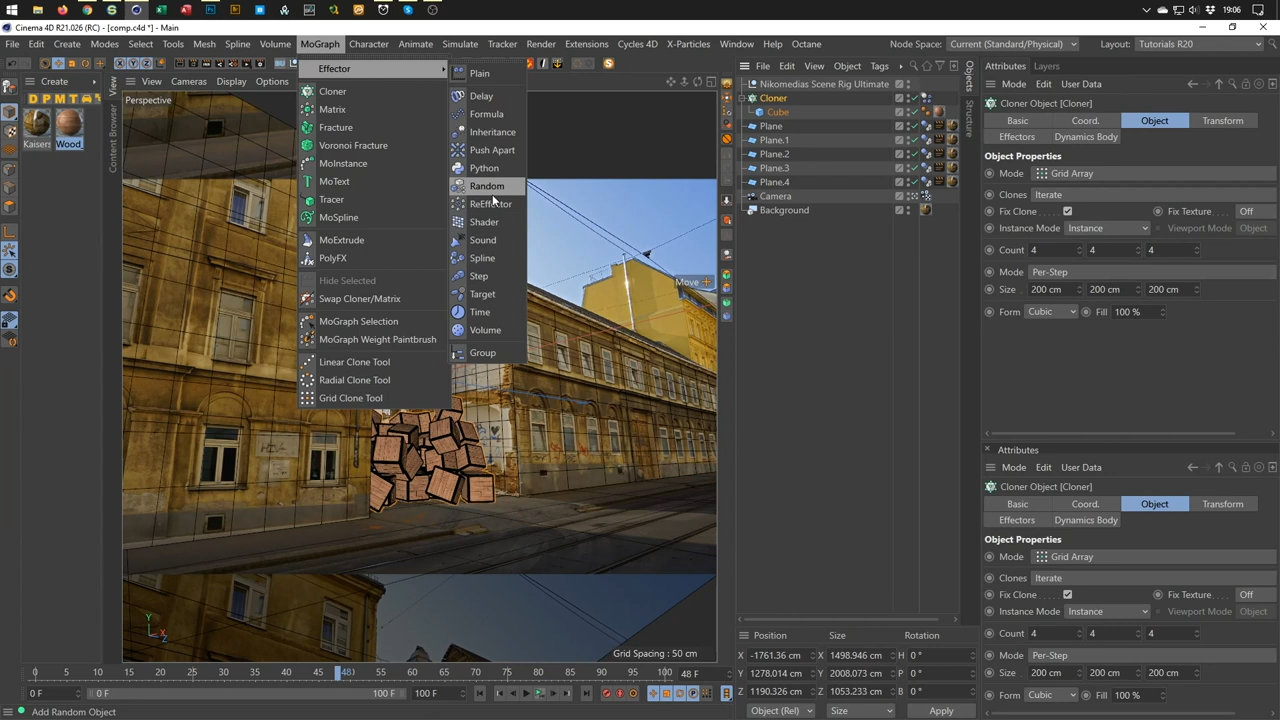 19:06
Cinema 4D R21.026 (RC) - [comp.c4d *] - Main
File Edit Create Modes Select Tools Mesh Spline Volume MoGraph Character Animate Simulate Tracker Render Extensions Cycles 4D X-Particles Window Help Octane Node Space: Current (Standard/Physical) Layout: Tutorials R20
Create
View Cameras Display Options
View
Content Browser
Kaisers
Wood_
Perspective
Effector
Cloner
Matrix
Fracture
Voronoi Fracture
MoInstance
MoText
Tracer
MoSpline
MoExtrude
PolyFX
Hide Selected
Swap Cloner/Matrix
MoGraph Selection
MoGraph Weight Paintbrush
Linear Clone Tool
Radial Clone Tool
Grid Clone Tool
Plain
Delay
Formula
Inheritance
Push Apart
Python
Random
ReEffector
Shader
Sound
Spline
Step
Target
Time
Volume
Group
Move
Grid Spacing : 50 cm
Y
X
Z
File Edit View Object Tags
Nikomedias Scene Rig Ultimate
Cloner
Cube
Plane
Plane.1
Plane.2
Plane.3
Plane.4
Camera
Background
Objects
Structure
Attributes Layers
Mode Edit User Data
Cloner Object [Cloner]
Basic Coord. Object Transform
Effectors Dynamics Body
Object Properties
Mode Grid Array
Clones Iterate
Fix Clone Fix Texture Off
Instance Mode Instance Viewport Mode Object
Count 4 4 4
Mode Per-Step
Size 200 cm 200 cm 200 cm
Form Cubic Fill 100 %
Attributes
Mode Edit User Data
Cloner Object [Cloner]
Basic Coord. Object Transform
Effectors Dynamics Body
Object Properties
Mode Grid Array
Clones Iterate
Fix Clone Fix Texture Off
Instance Mode Instance Viewport Mode Object
Count 4 4 4
Mode Per-Step
Size 200 cm 200 cm 200 cm
Form Cubic Fill 100 %
Position Size Rotation
X -1761.36 cm X 1498.946 cm H 0 °
Y 1278.014 cm Y 2008.073 cm P 0 °
Z 1190.326 cm Z 1053.233 cm B 0 °
Object (Rel) Size Apply
0 5 10 15 20 25 30 35 40 45 481 55 60 65 70 75 80 85 90 95 100 48 F
0 F 0 F 100 F 100 F
Add Random Object